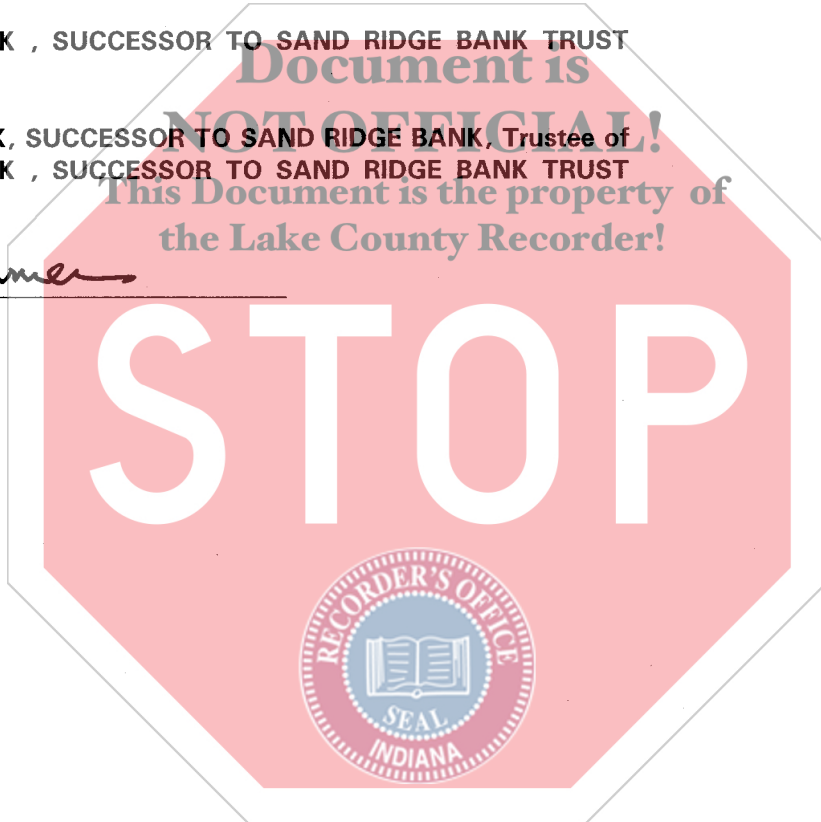 K , SUCCESSOR TO SAND RIDGE BANK TRUST
Document is
NOT OFFICIAL!
K, SUCCESSOR TO SAND RIDGE BANK, Trustee of
K , SUCCESSOR TO SAND RIDGE BANK TRUST
This Document is the property of
the Lake County Recorder!
STOP
RECORDER'S OFFICE
SEAL
INDIANA